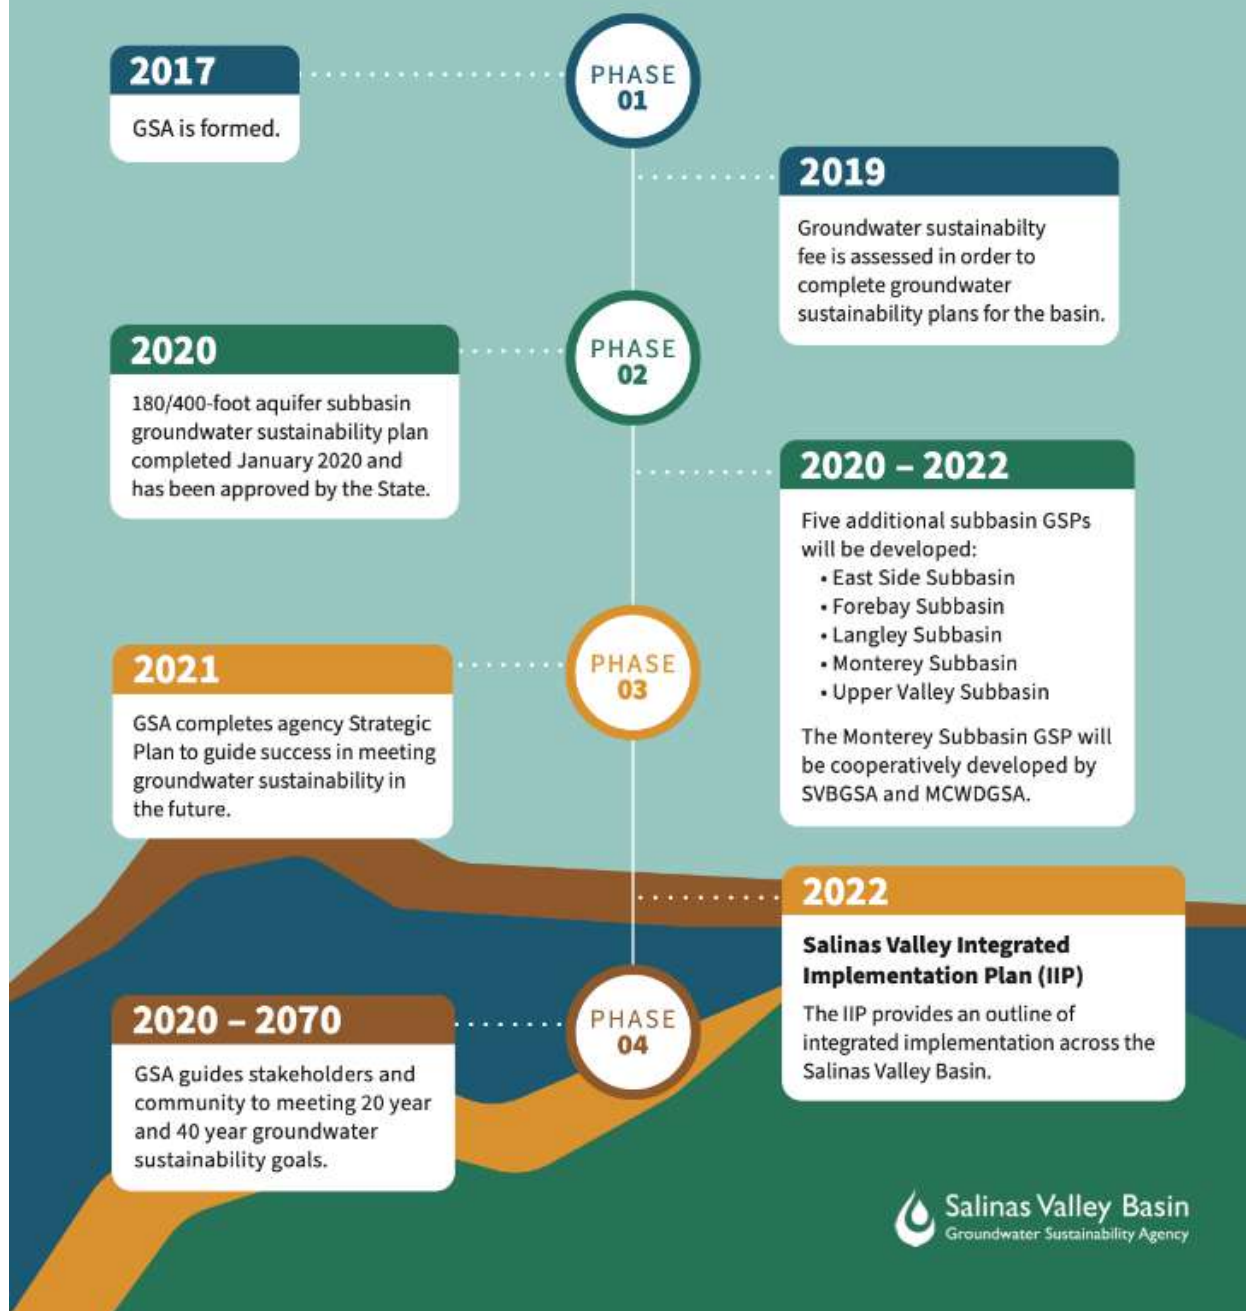 PHASE
01
2017
GSA is formed.
2019
Groundwater sustainabilty
fee is assessed in order to
complete groundwater
sustainability plans for the basin.
PHASE
02
2020
180/400-foot aquifer subbasin
groundwater sustainability plan
completed January 2020 and
has been approved by the State.
2020 – 2022
Five additional subbasin GSPs
will be developed:
• East Side Subbasin
• Forebay Subbasin
• Langley Subbasin
• Monterey Subbasin
• Upper Valley Subbasin
The Monterey Subbasin GSP will
be cooperatively developed by
SVBGSA and MCWDGSA.
PHASE
03
2021
GSA completes agency Strategic
Plan to guide success in meeting
groundwater sustainability in
the future.
2022
Salinas Valley Integrated
Implementation Plan (IIP)
The IIP provides an outline of
integrated implementation across the
Salinas Valley Basin.
PHASE
04
2020 – 2070
GSA guides stakeholders and
community to meeting 20 year
and 40 year groundwater
sustainability goals.
Salinas Valley Basin
Groundwater Sustainability Agency